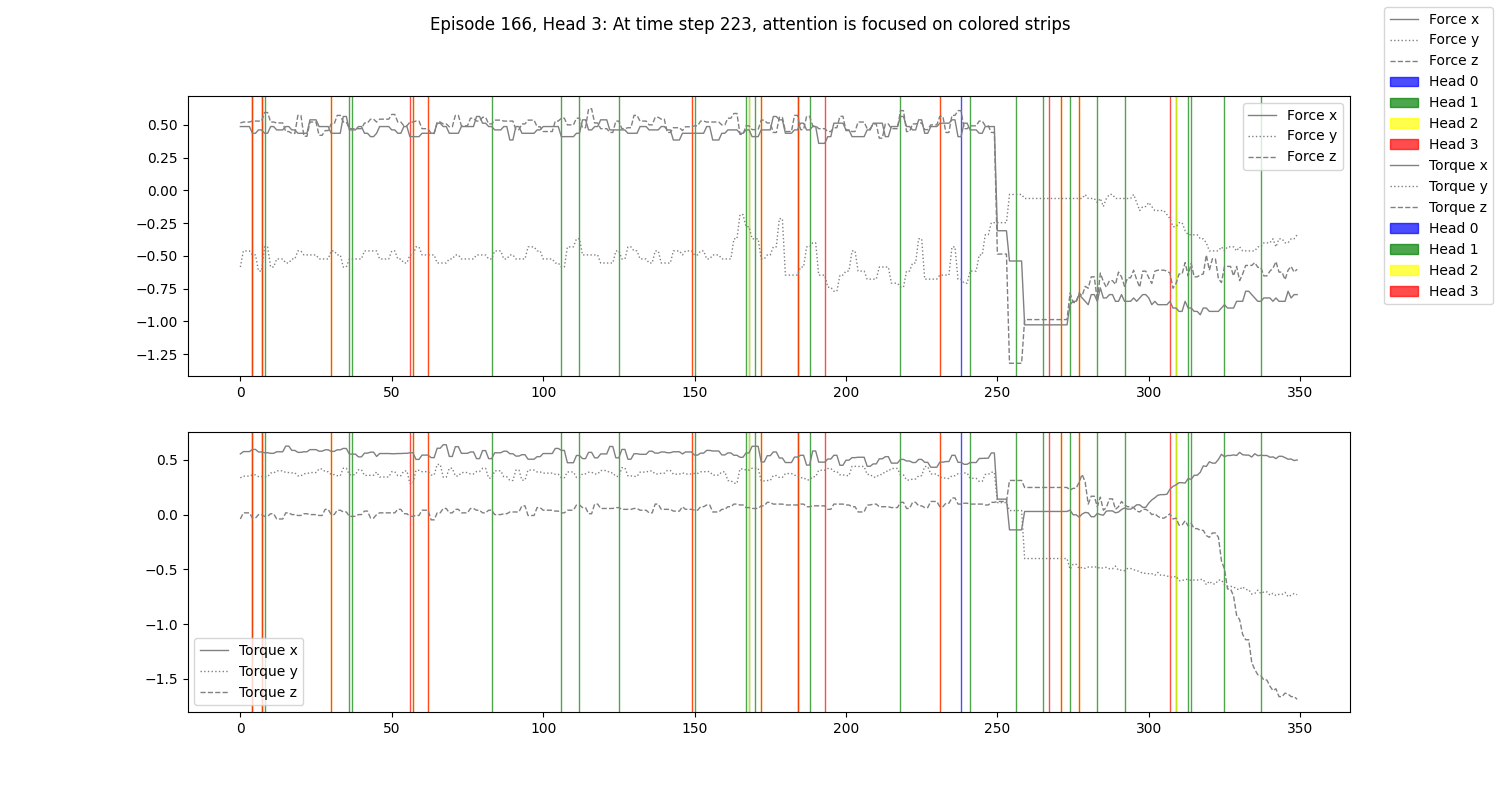 Episode 166, Head 3: At time step 223, attention is focused on colored strips
Force x
Force y
Force z
Head 0
Head 1
Head 2
Head 3
Torque x
Torque y
Torque z
Head 0
Head 1
Head 2
Head 3
Force x
Force y
Force z
0.50
0.25
0.00
−0.25
−0.50
−0.75
−1.00
−1.25
0 50 100 150 200 250 300 350
0.5
0.0
−0.5
−1.0
−1.5
Torque x
Torque y
Torque z
0 50 100 150 200 250 300 350